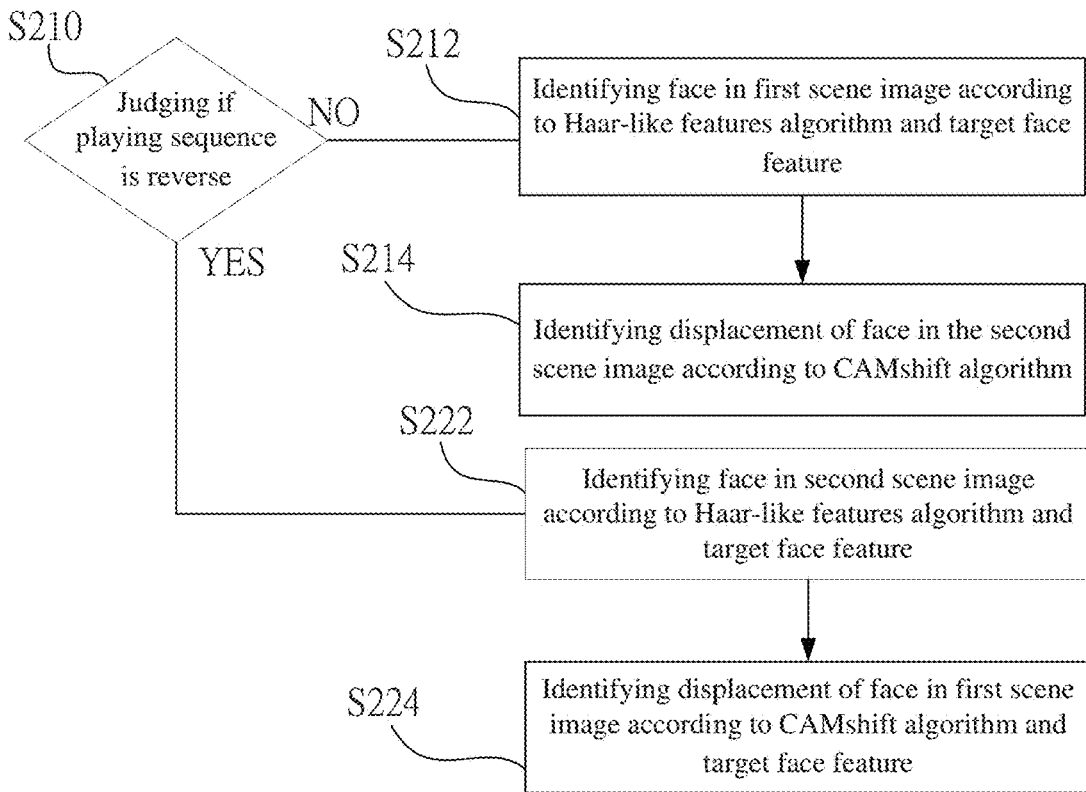 S210
Judging if
playing sequence
is reverse
NO
YES
S212
Identifying face in first scene image according
to Haar-like features algorithm and target face
feature
S214
Identifying displacement of face in the second
scene image according to CAMshift algorithm
S222
Identifying face in second scene image
according to Haar-like features algorithm and
target face feature
S224
Identifying displacement of face in first scene
image according to CAMshift algorithm and
target face feature